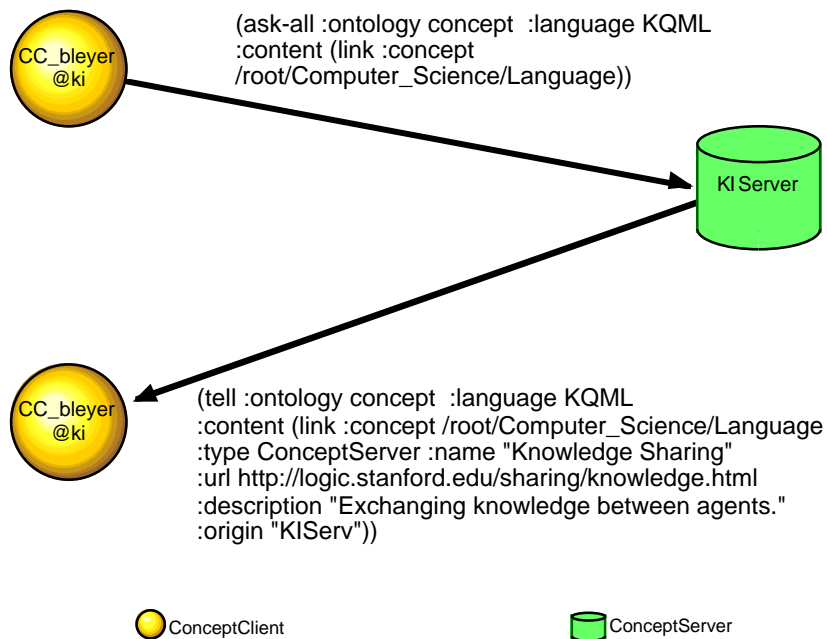 CC_bleyer
@ki
(ask-all :ontology concept :language KQML
:content (link :concept
/root/Computer_Science/Language))
KI Server
CC_bleyer
@ki
(tell :ontology concept :language KQML
:content (link :concept /root/Computer_Science/Language
:type ConceptServer :name "Knowledge Sharing"
:url http://logic.stanford.edu/sharing/knowledge.html
:description "Exchanging knowledge between agents."
:origin "KIServ"))
ConceptClient
ConceptServer